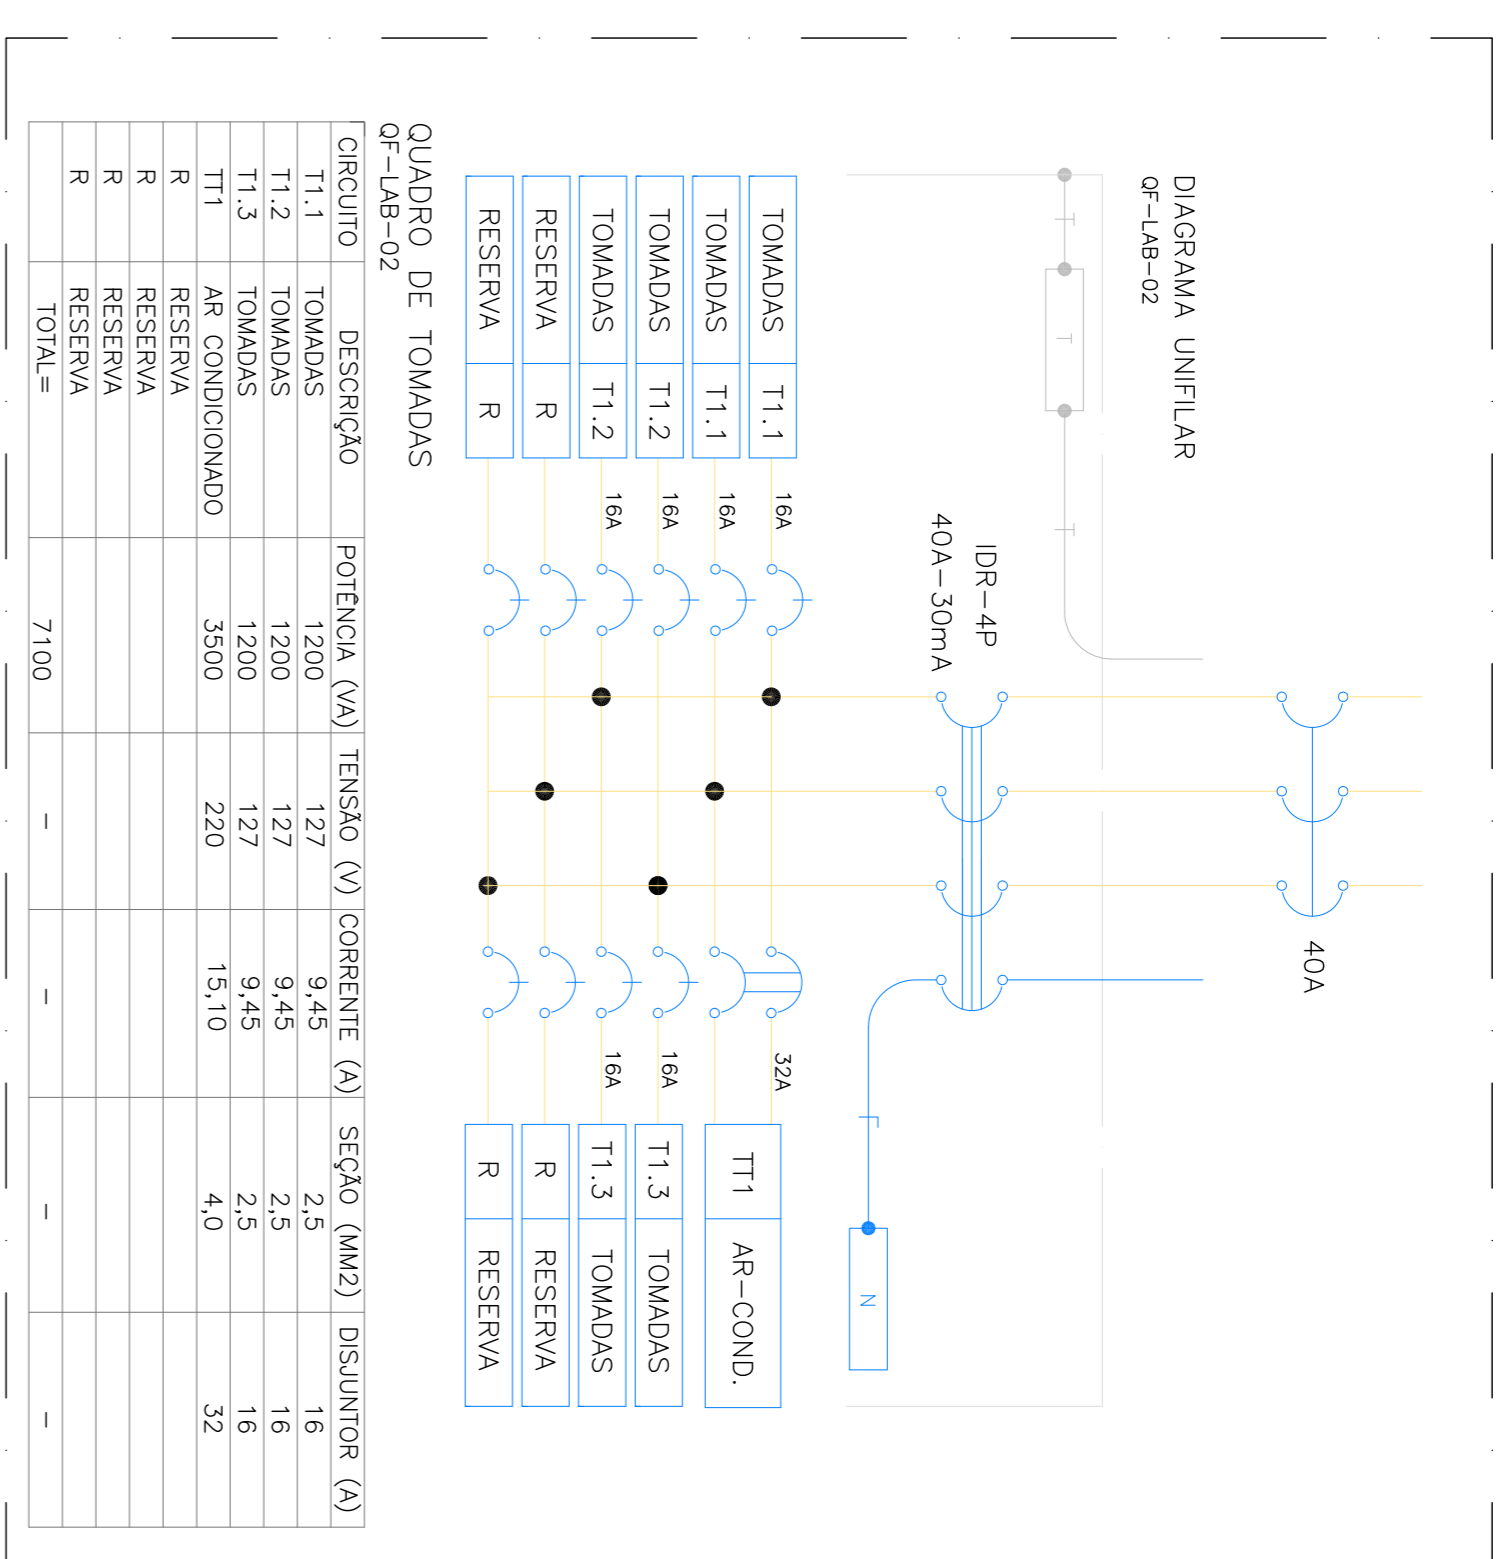 DIAGRAMA UNIFILAR
QF-LAB-02
40A
IDR-4P
40A-30mA
T
N
TOMADAS T1.1 16A
TOMADAS T1.1 16A
TOMADAS T1.2 16A
TOMADAS T1.2 16A
RESERVA R
RESERVA R
32A TT1 AR-COND.
16A T1.3 TOMADAS
16A T1.3 TOMADAS
R RESERVA
R RESERVA
QUADRO DE TOMADAS
QF-LAB-02
CIRCUITO DESCRIÇÃO POTÊNCIA (VA) TENSÃO (V) CORRENTE (A) SEÇÃO (MM2) DISJUNTOR (A)
T1.1 TOMADAS 1200 127 9,45 2,5 16
T1.2 TOMADAS 1200 127 9,45 2,5 16
T1.3 TOMADAS 1200 127 9,45 2,5 16
TT1 AR CONDICIONADO 3500 220 15,10 4,0 32
R RESERVA
R RESERVA
R RESERVA
R RESERVA
TOTAL= 7100 - - - -